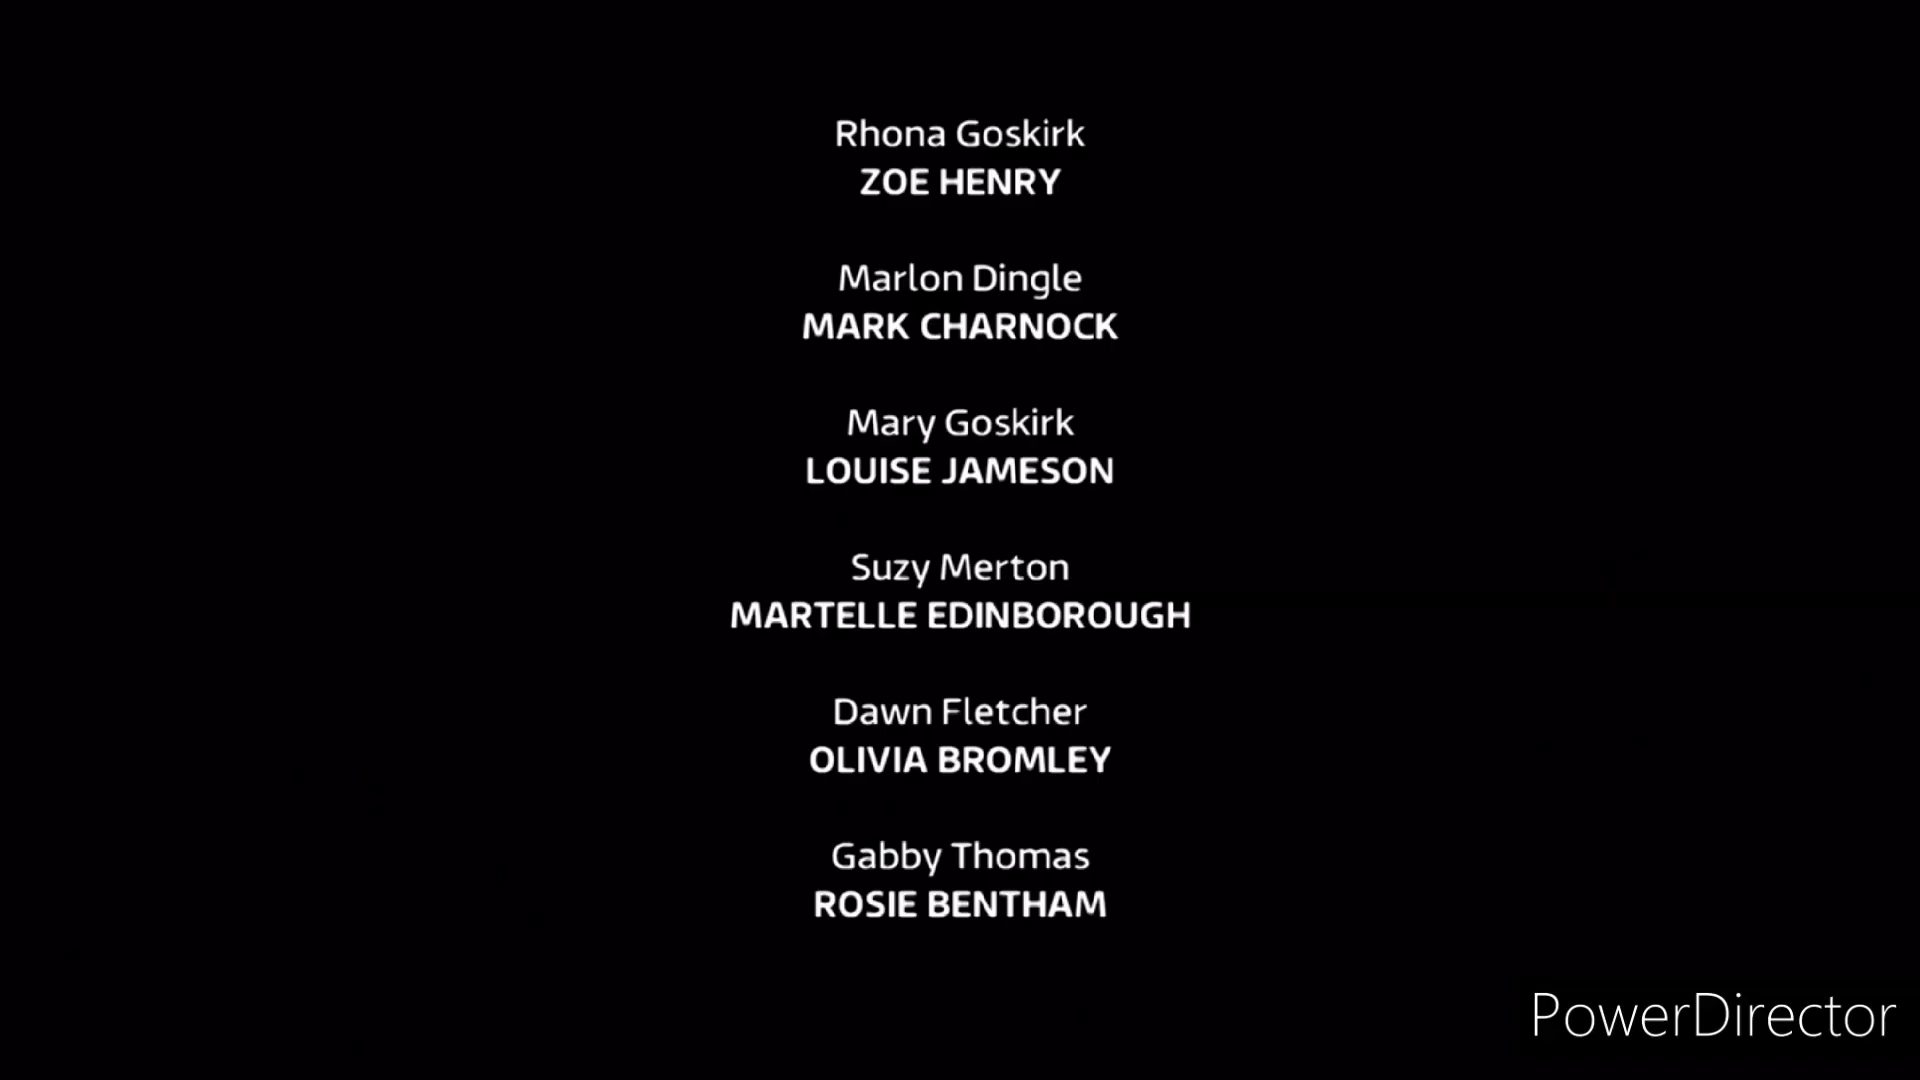 Rhona Goskirk
ZOE HENRY
Marlon Dingle
MARK CHARNOCK
Mary Goskirk
LOUISE JAMESON
Suzy Merton
MARTELLE EDINBOROUGH
Dawn Fletcher
OLIVIA BROMLEY
Gabby Thomas
ROSIE BENTHAM
PowerDirector